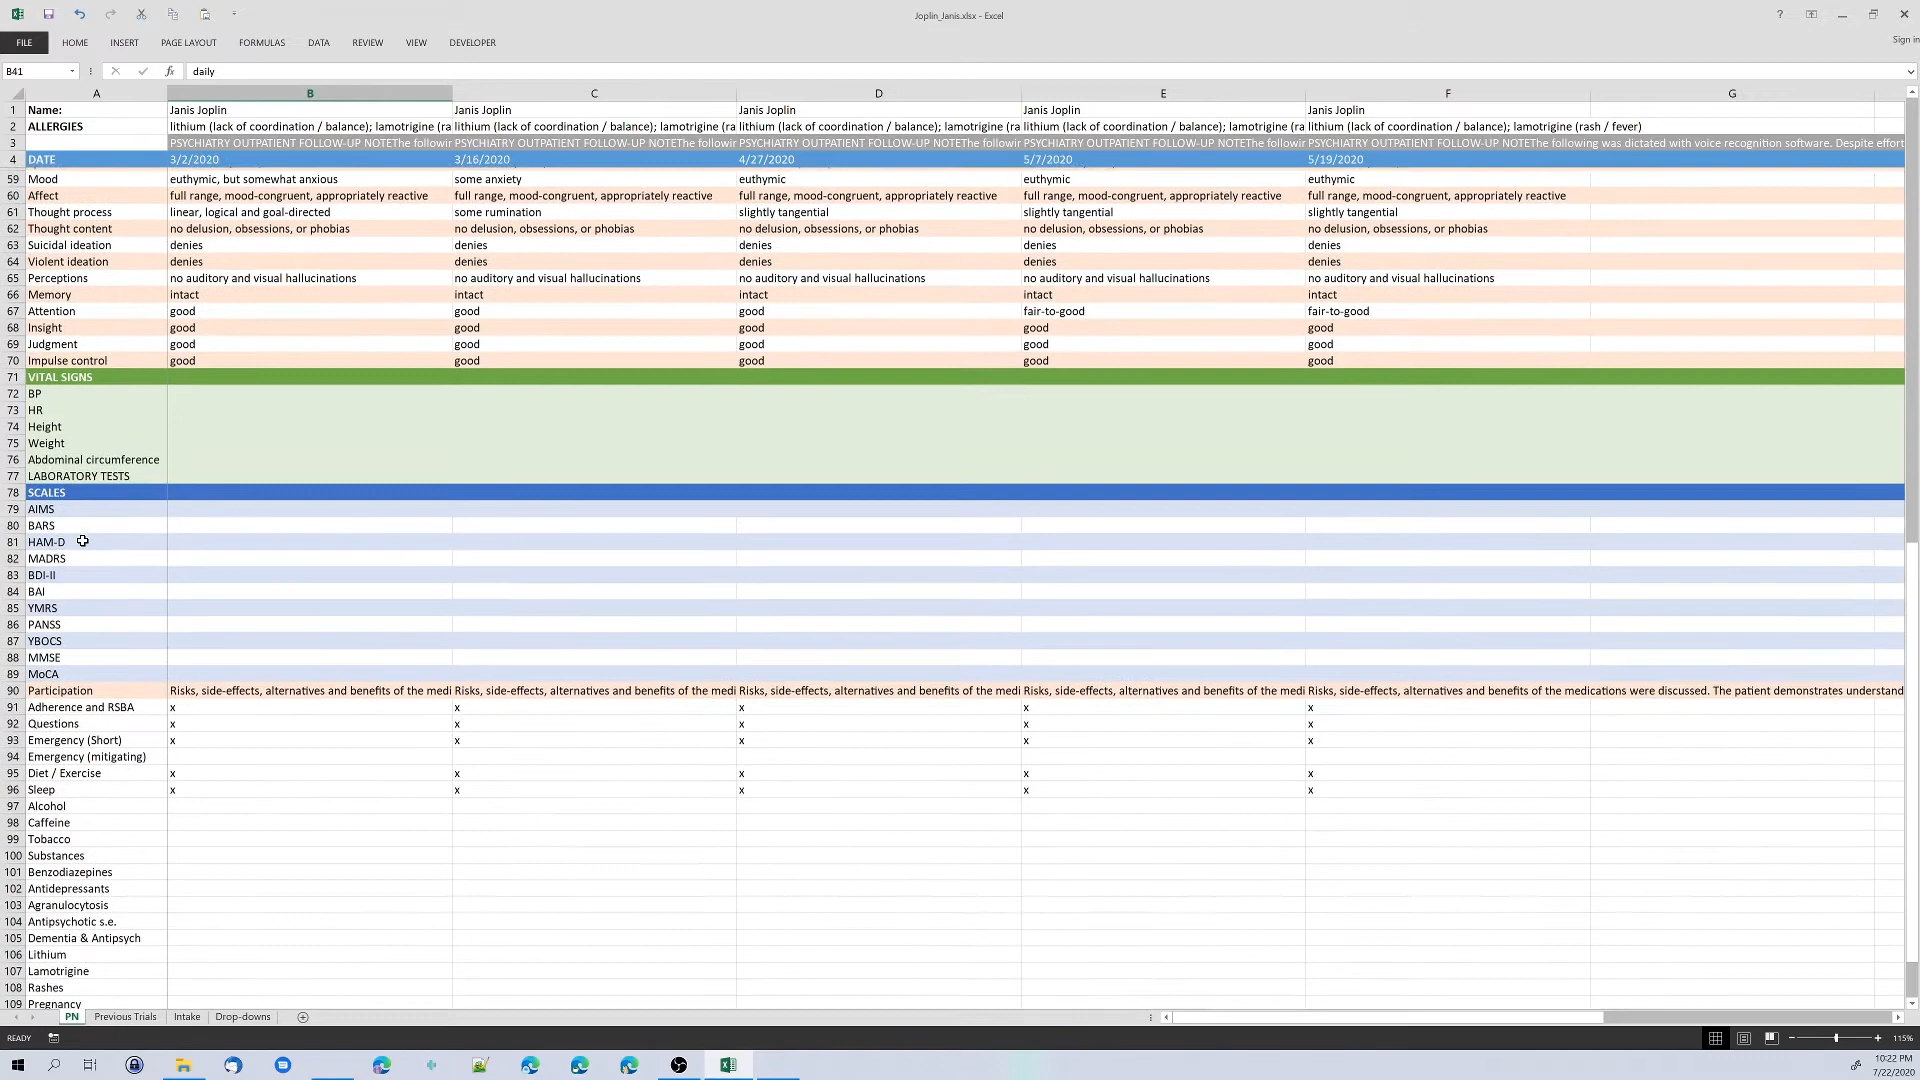 Joplin_Janis.xlsx - Excel
?
Sign in
FILE HOME INSERT PAGE LAYOUT FORMULAS DATA REVIEW VIEW DEVELOPER
B41 fx daily
A B C D E F G
1 Name: Janis Joplin Janis Joplin Janis Joplin Janis Joplin Janis Joplin
2 ALLERGIES lithium (lack of coordination / balance); lamotrigine (ra lithium (lack of coordination / balance); lamotrigine (ra lithium (lack of coordination / balance); lamotrigine (ra lithium (lack of coordination / balance); lamotrigine (ra lithium (lack of coordination / balance); lamotrigine (rash / fever)
3 PSYCHIATRY OUTPATIENT FOLLOW-UP NOTEThe followir PSYCHIATRY OUTPATIENT FOLLOW-UP NOTEThe followir PSYCHIATRY OUTPATIENT FOLLOW-UP NOTEThe followir PSYCHIATRY OUTPATIENT FOLLOW-UP NOTEThe followir PSYCHIATRY OUTPATIENT FOLLOW-UP NOTEThe following was dictated with voice recognition software. Despite effort
4 DATE 3/2/2020 3/16/2020 4/27/2020 5/7/2020 5/19/2020
59 Mood euthymic, but somewhat anxious some anxiety euthymic euthymic euthymic
60 Affect full range, mood-congruent, appropriately reactive full range, mood-congruent, appropriately reactive full range, mood-congruent, appropriately reactive full range, mood-congruent, appropriately reactive full range, mood-congruent, appropriately reactive
61 Thought process linear, logical and goal-directed some rumination slightly tangential slightly tangential slightly tangential
62 Thought content no delusion, obsessions, or phobias no delusion, obsessions, or phobias no delusion, obsessions, or phobias no delusion, obsessions, or phobias no delusion, obsessions, or phobias
63 Suicidal ideation denies denies denies denies denies
64 Violent ideation denies denies denies denies denies
65 Perceptions no auditory and visual hallucinations no auditory and visual hallucinations no auditory and visual hallucinations no auditory and visual hallucinations no auditory and visual hallucinations
66 Memory intact intact intact intact intact
67 Attention good good good fair-to-good fair-to-good
68 Insight good good good good good
69 Judgment good good good good good
70 Impulse control good good good good good
71 VITAL SIGNS
72 BP
73 HR
74 Height
75 Weight
76 Abdominal circumference
77 LABORATORY TESTS
78 SCALES
79 AIMS
80 BARS
81 HAM-D
82 MADRS
83 BDI-II
84 BAI
85 YMRS
86 PANSS
87 YBOCS
88 MMSE
89 MoCA
90 Participation Risks, side-effects, alternatives and benefits of the medi Risks, side-effects, alternatives and benefits of the medi Risks, side-effects, alternatives and benefits of the medi Risks, side-effects, alternatives and benefits of the medi Risks, side-effects, alternatives and benefits of the medications were discussed. The patient demonstrates understand
91 Adherence and RSBA x x x x x
92 Questions x x x x x
93 Emergency (Short) x x x x x
94 Emergency (mitigating)
95 Diet / Exercise x x x x x
96 Sleep x x x x x
97 Alcohol
98 Caffeine
99 Tobacco
100 Substances
101 Benzodiazepines
102 Antidepressants
103 Agranulocytosis
104 Antipsychotic s.e.
105 Dementia & Antipsych
106 Lithium
107 Lamotrigine
108 Rashes
109 Pregnancy
PN Previous Trials Intake Drop-downs
READY 115%
10:22 PM
7/22/2020